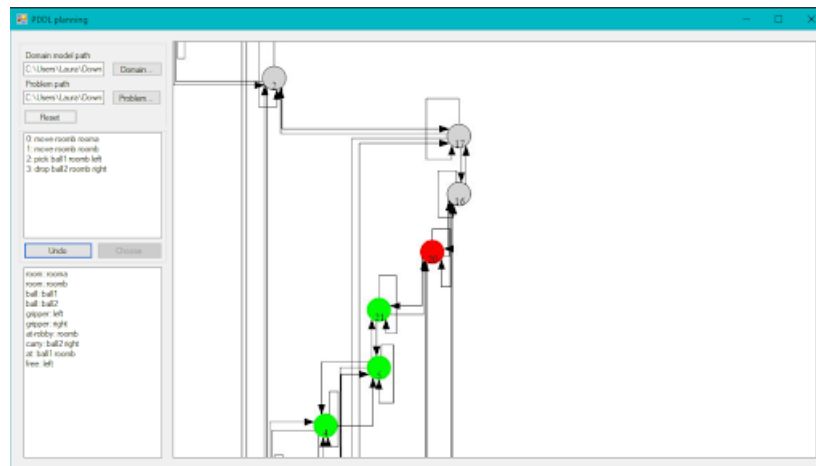 PDDL planning
Domain model path
C:\Users\Laura\Down
Domain...
Problem path
C:\Users\Laura\Down
Problem...
Reset
0: move roomb rooma
1: move roomb roomb
2: pick ball1 roomb left
3: drop ball2 roomb right
Undo
Choose
room: rooma
room: roomb
ball: ball1
ball: ball2
gripper: left
gripper: right
at-robby: roomb
carry: ball2 right
at: ball1 roomb
free: left
17
16